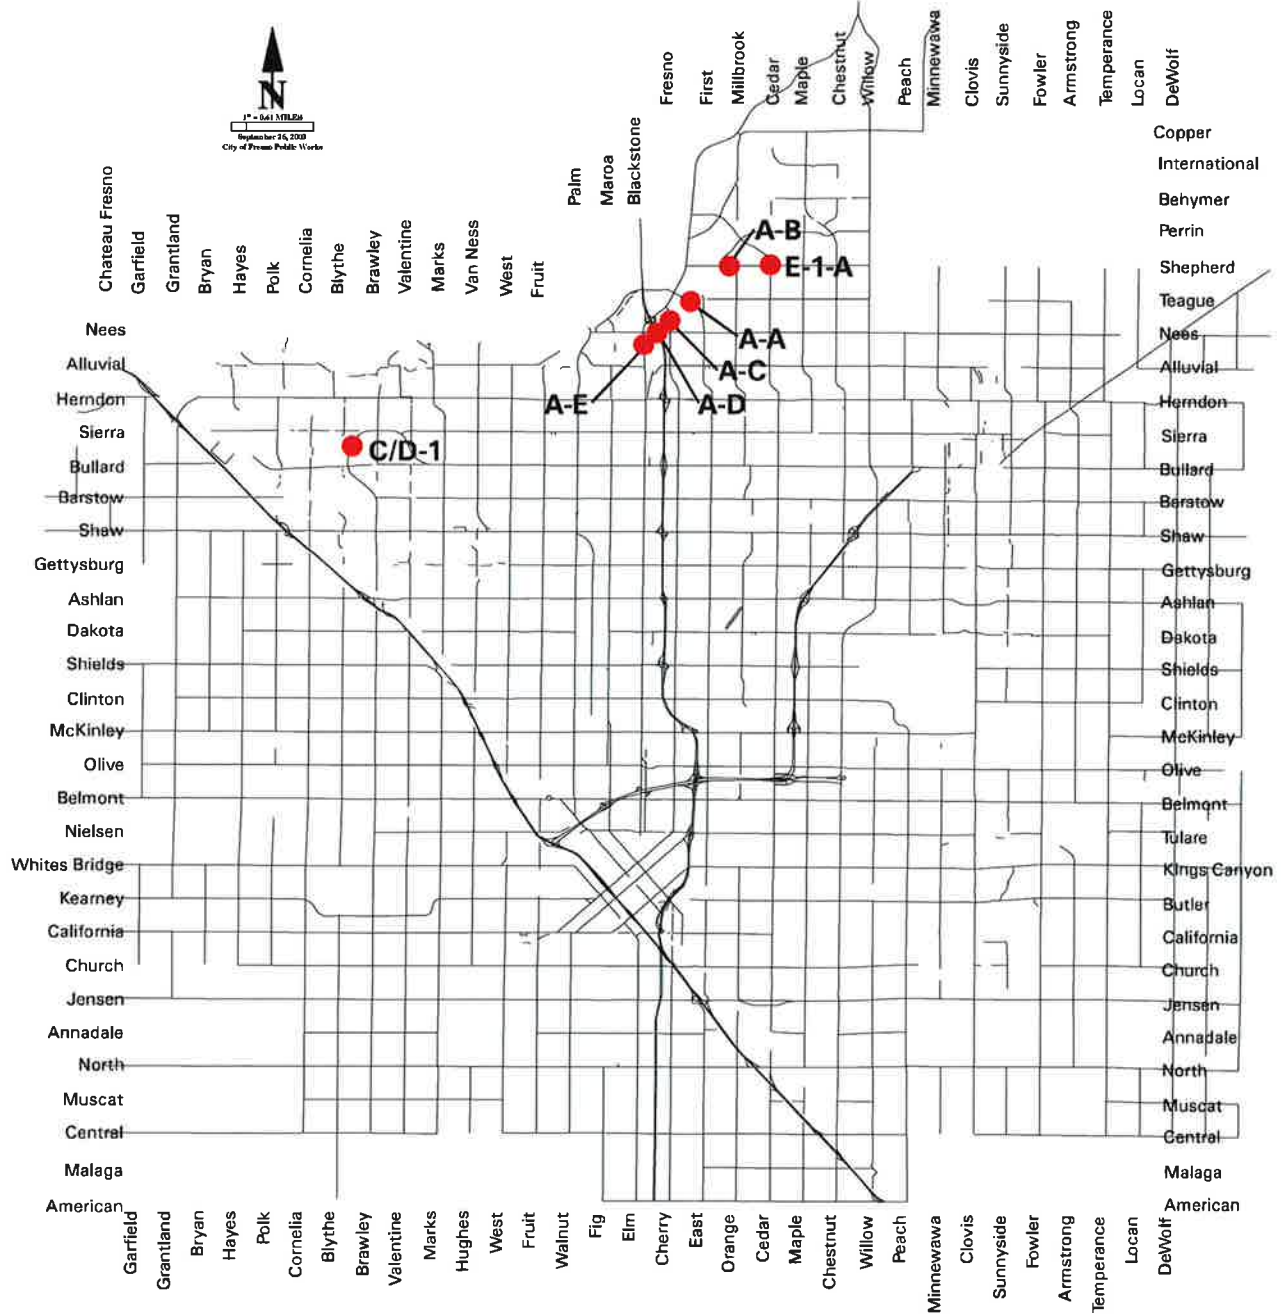 N
1" = 0.61 MILES
September 26, 2003
City of Fresno Public Works
Chateau Fresno
Garfield
Grantland
Bryan
Hayes
Polk
Cornelia
Blythe
Brawley
Valentine
Marks
Van Ness
West
Fruit
Palm
Maroa
Blackstone
Fresno
First
Millbrook
Cedar
Maple
Chestnut
Willow
Peach
Minnewawa
Clovis
Sunnyside
Fowler
Armstrong
Temperance
Locan
DeWolf
Copper
International
Behymer
Perrin
Shepherd
Teague
Nees
Alluvial
Herndon
Sierra
Bullard
Barstow
Shaw
Gettysburg
Ashlan
Dakota
Shields
Clinton
McKinley
Olive
Belmont
Tulare
Kings Canyon
Butler
California
Church
Jensen
Annadale
North
Muscat
Central
Malaga
American
Nees
Alluvial
Herndon
Sierra
Bullard
Barstow
Shaw
Gettysburg
Ashlan
Dakota
Shields
Clinton
McKinley
Olive
Belmont
Nielsen
Whites Bridge
Kearney
California
Church
Jensen
Annadale
North
Muscat
Central
Malaga
American
A-B
E-1-A
A-A
A-C
A-E
A-D
C/D-1
Garfield
Grantland
Bryan
Hayes
Polk
Cornelia
Blythe
Brawley
Valentine
Marks
Hughes
West
Fruit
Walnut
Fig
Elm
Cherry
East
Orange
Cedar
Maple
Chestnut
Willow
Peach
Minnewawa
Clovis
Sunnyside
Fowler
Armstrong
Temperance
Locan
DeWolf